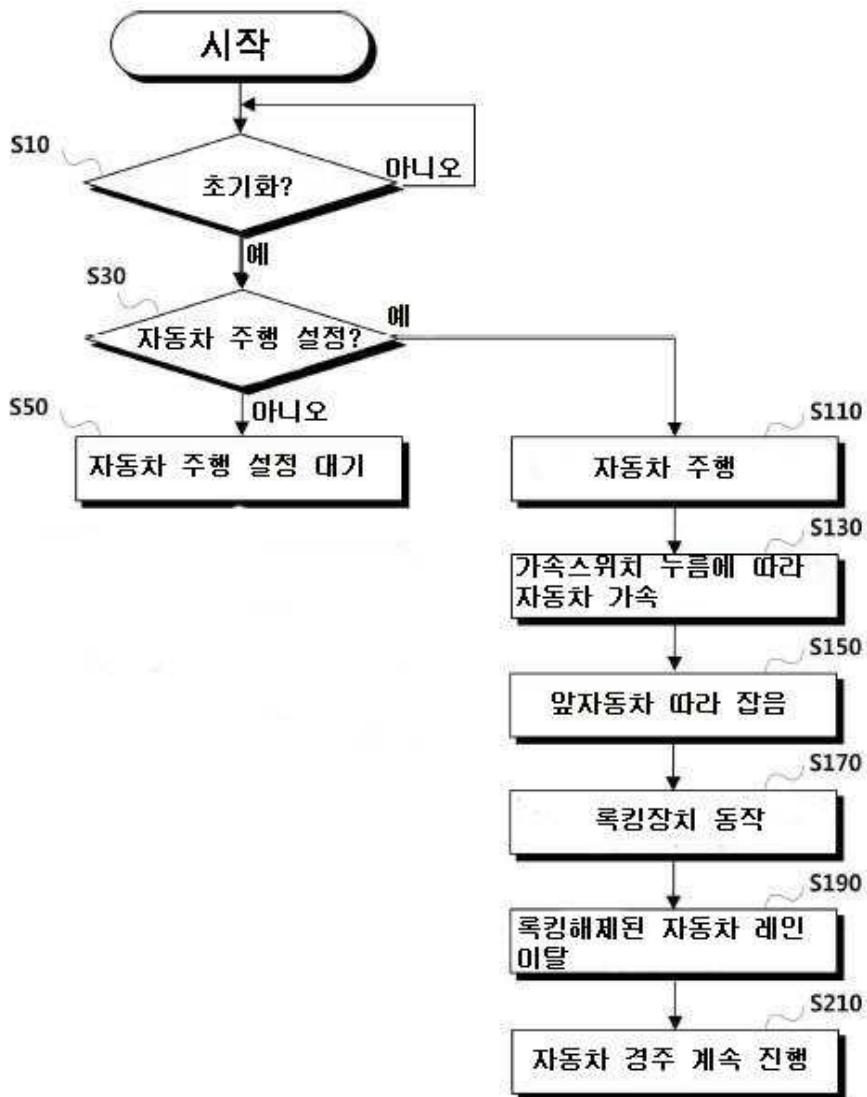 시작
S10
초기화?
아니오
예
S30
자동차 주행 설정?
예
아니오
S50
자동차 주행 설정 대기
S110
자동차 주행
S130
가속스위치 누름에 따라
자동차 가속
S150
앞자동차 따라 잡음
S170
록킹장치 동작
S190
록킹해제된 자동차 레인
이탈
S210
자동차 경주 계속 진행